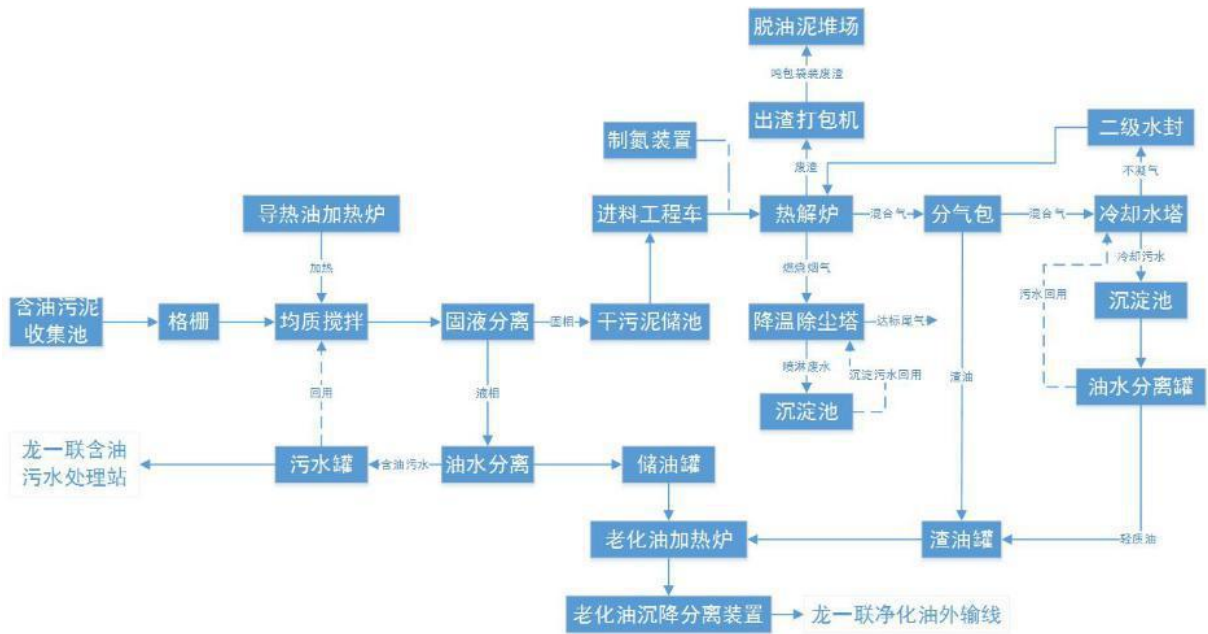 脱油泥堆场
吨包袋装废渣
出渣打包机
二级水封
制氮装置
废渣
不凝气
导热油加热炉
进料工程车
热解炉
混合气
分气包
混合气
冷却水塔
加热
燃烧烟气
冷却污水
污水回用
含油污泥
收集池
格栅
均质搅拌
固液分离
固相
干污泥储池
降温除尘塔
达标尾气
沉淀池
喷淋废水
沉淀污水回用
渣油
回用
液相
沉淀池
油水分离罐
龙一联含油
污水处理站
污水罐
含油污水
油水分离
储油罐
老化油加热炉
渣油罐
轻质油
老化油沉降分离装置
龙一联净化油外输线